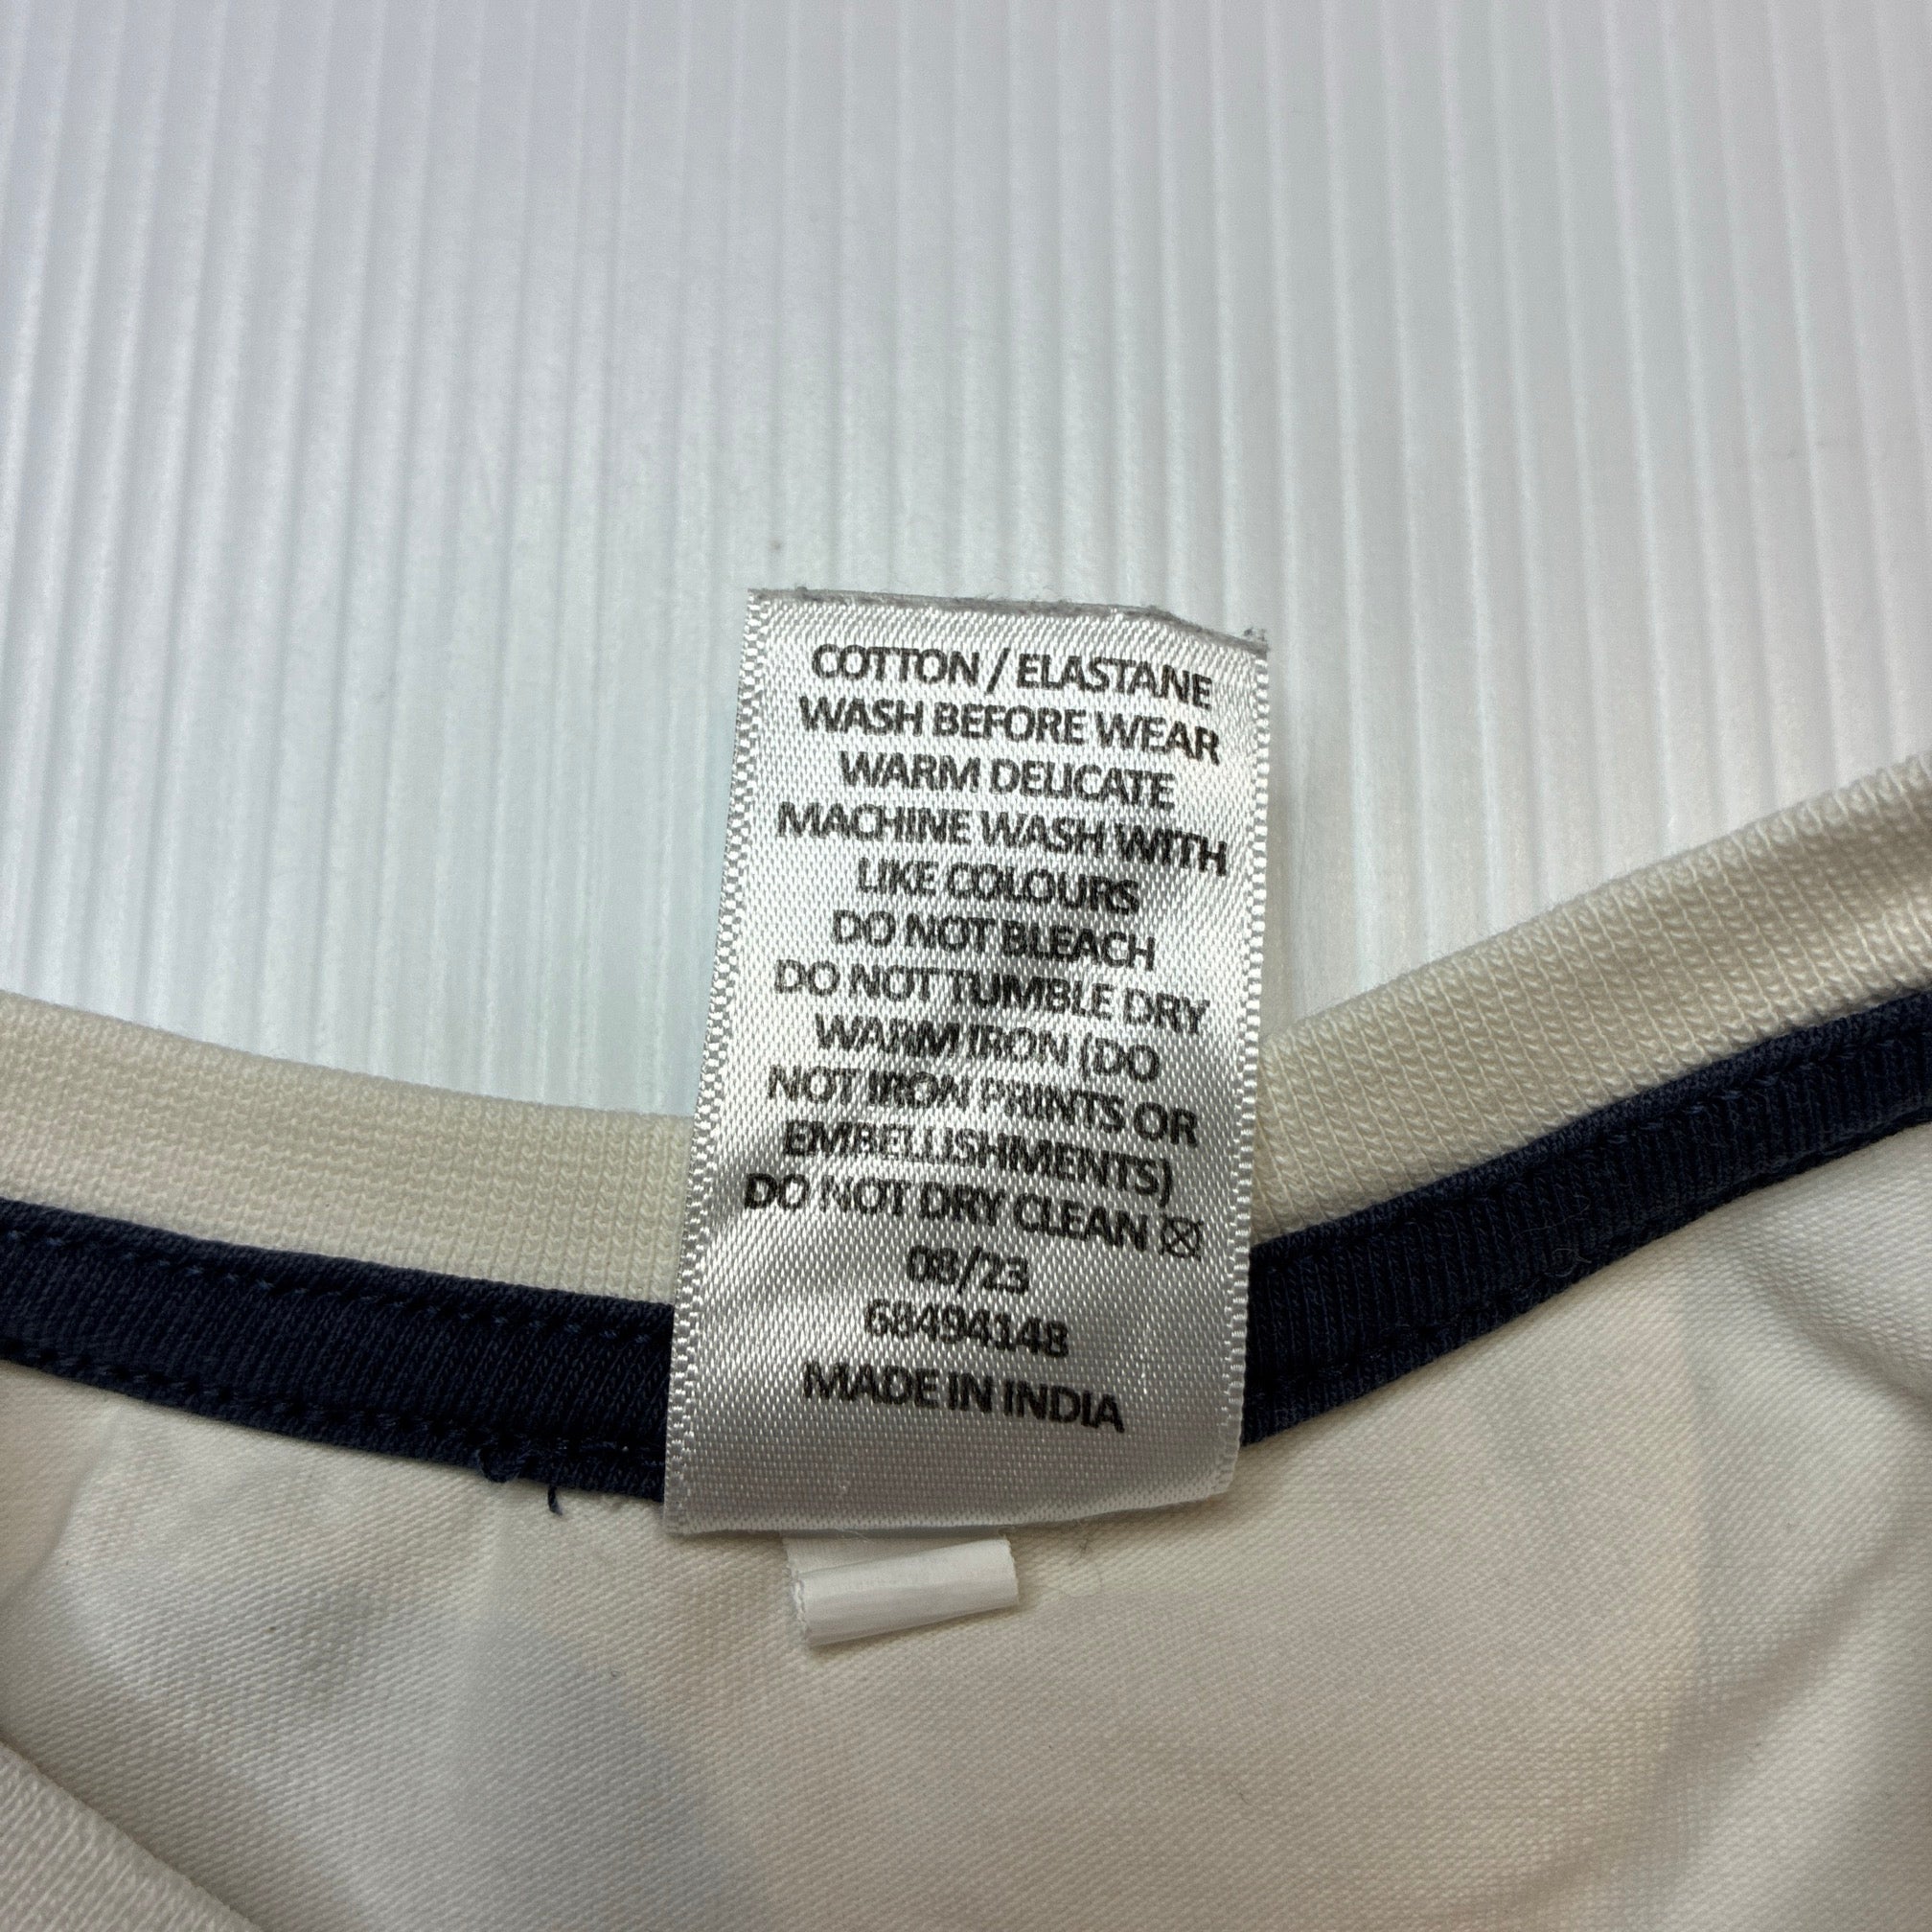 COTTON / ELASTANE
WASH BEFORE WEAR
WARM DELICATE
MACHINE WASH WITH
LIKE COLOURS
DO NOT BLEACH
DO NOT TUMBLE DRY
WARM IRON (DO
NOT IRON PRINTS OR
EMBELLISHMENTS)
DO NOT DRY CLEAN
08/23
68494148
MADE IN INDIA